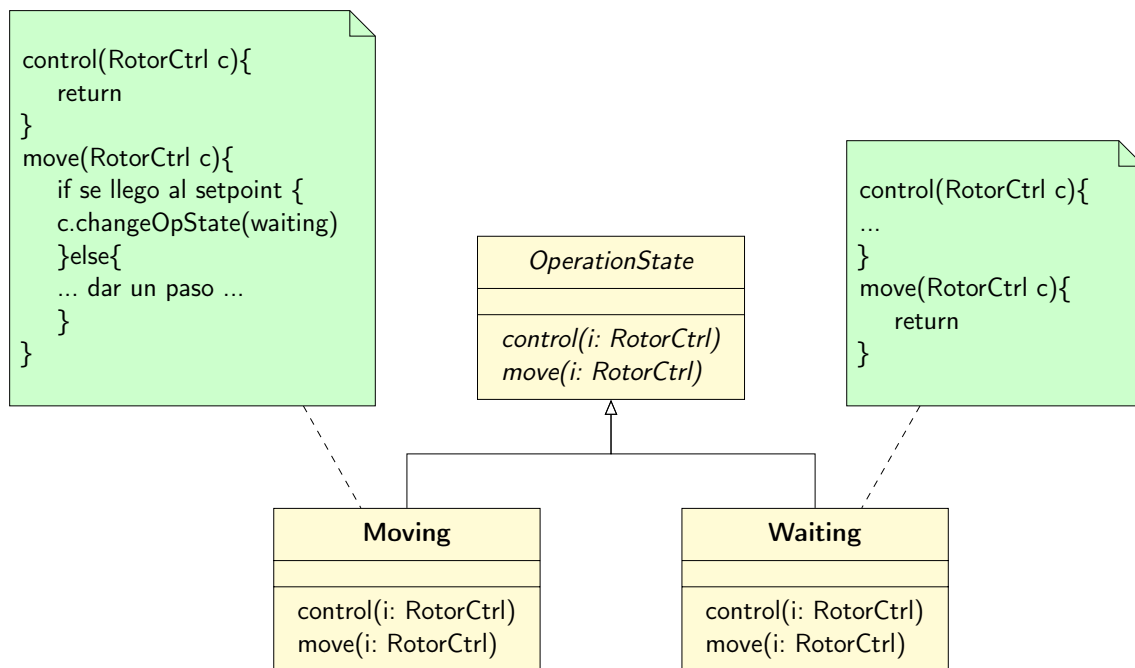 control(RotorCtrl c){
return
}
move(RotorCtrl c){
if se llego al setpoint {
c.changeOpState(waiting)
}else{
... dar un paso ...
}
}
control(RotorCtrl c){
...
}
move(RotorCtrl c){
return
}
OperationState
control(i: RotorCtrl)
move(i: RotorCtrl)
Moving
control(i: RotorCtrl)
move(i: RotorCtrl)
Waiting
control(i: RotorCtrl)
move(i: RotorCtrl)